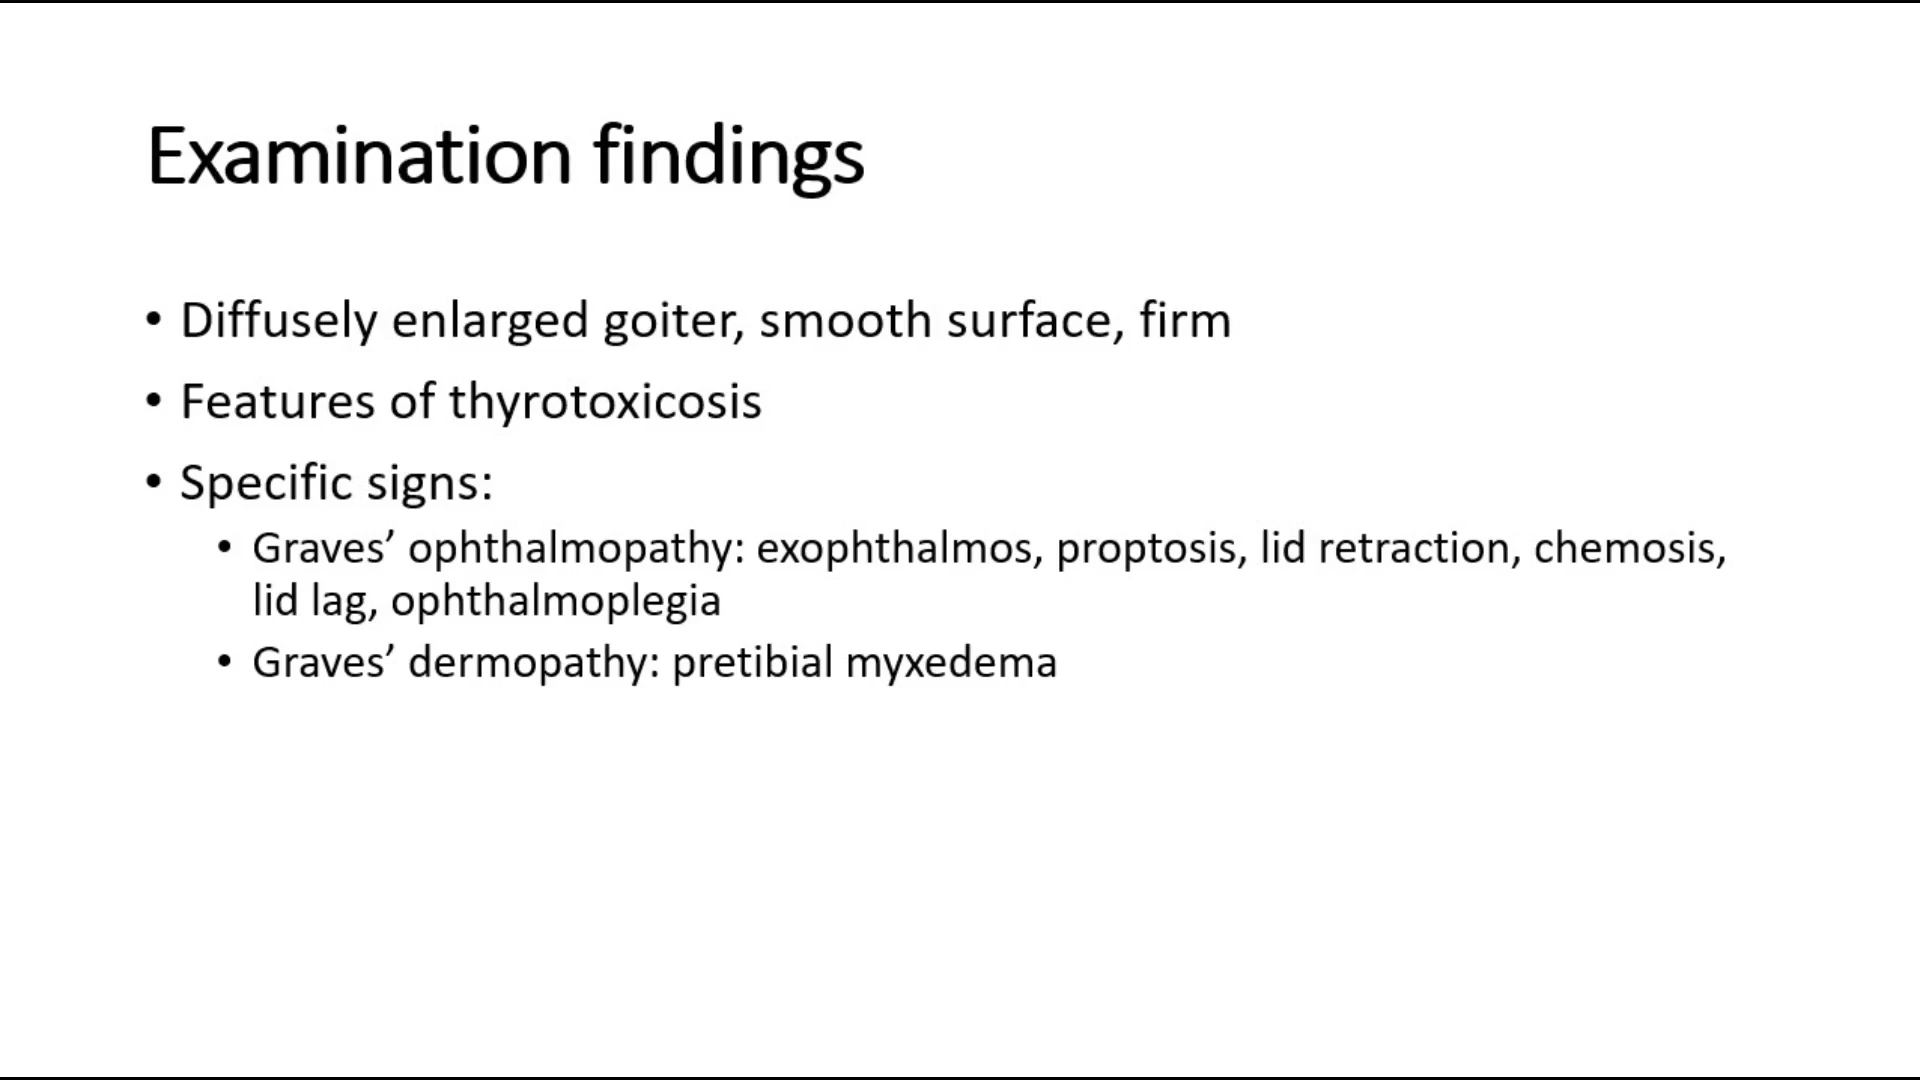 Examination findings
• Diffusely enlarged goiter, smooth surface, firm
• Features of thyrotoxicosis
• Specific signs:
• Graves’ ophthalmopathy: exophthalmos, proptosis, lid retraction, chemosis,
lid lag, ophthalmoplegia
• Graves’ dermopathy: pretibial myxedema